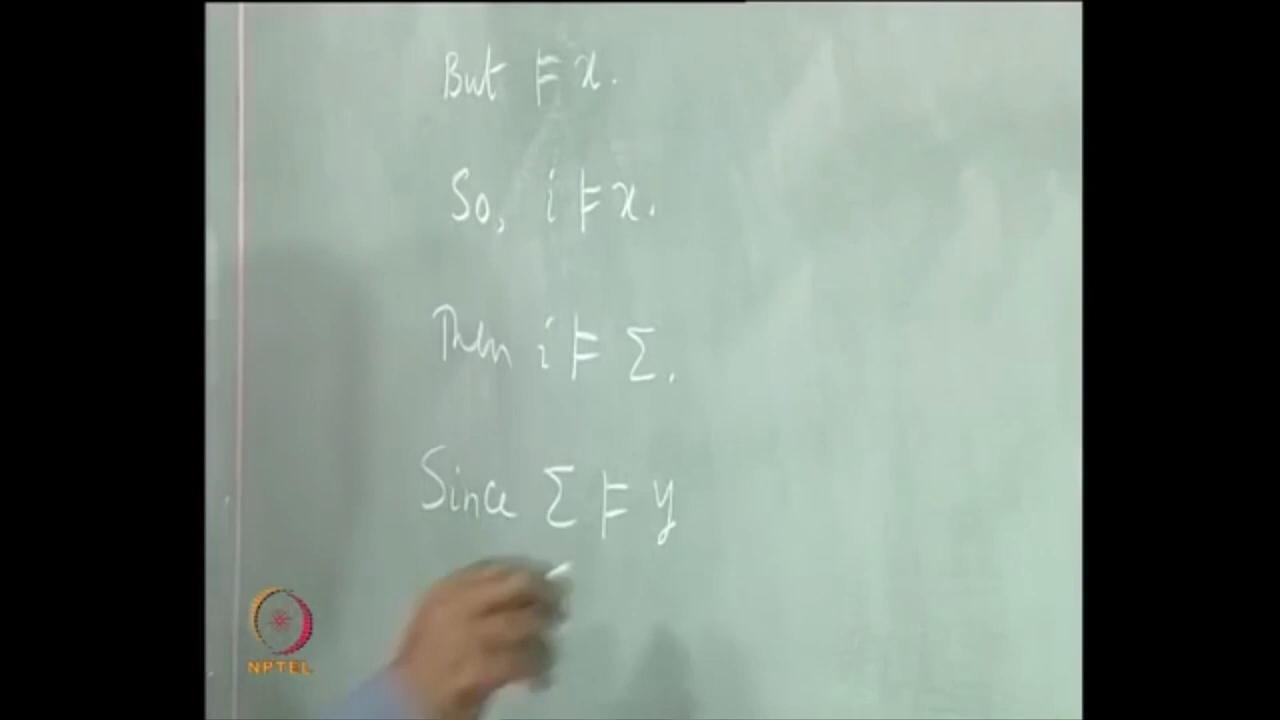 But ⊨ x.
So, i ⊨ x.
Then i ⊨ Σ.
Since Σ ⊨ y
NPTEL